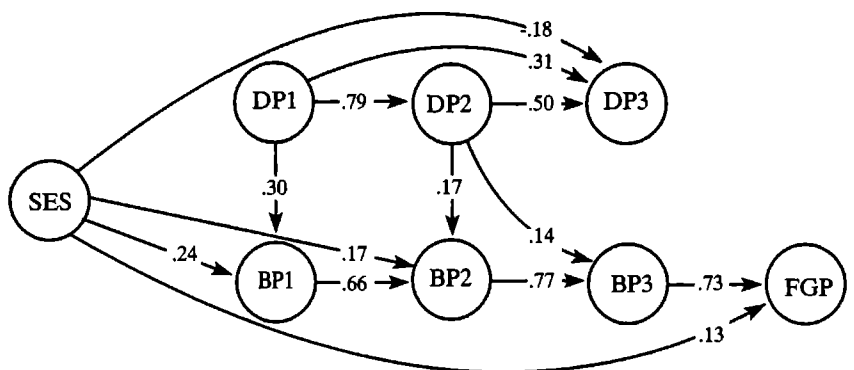 -.18
.31
DP1
.79
DP2
.50
DP3
.30
.17
SES
.14
.24
.17
BP1
.66
BP2
.77
BP3
.73
FGP
.13